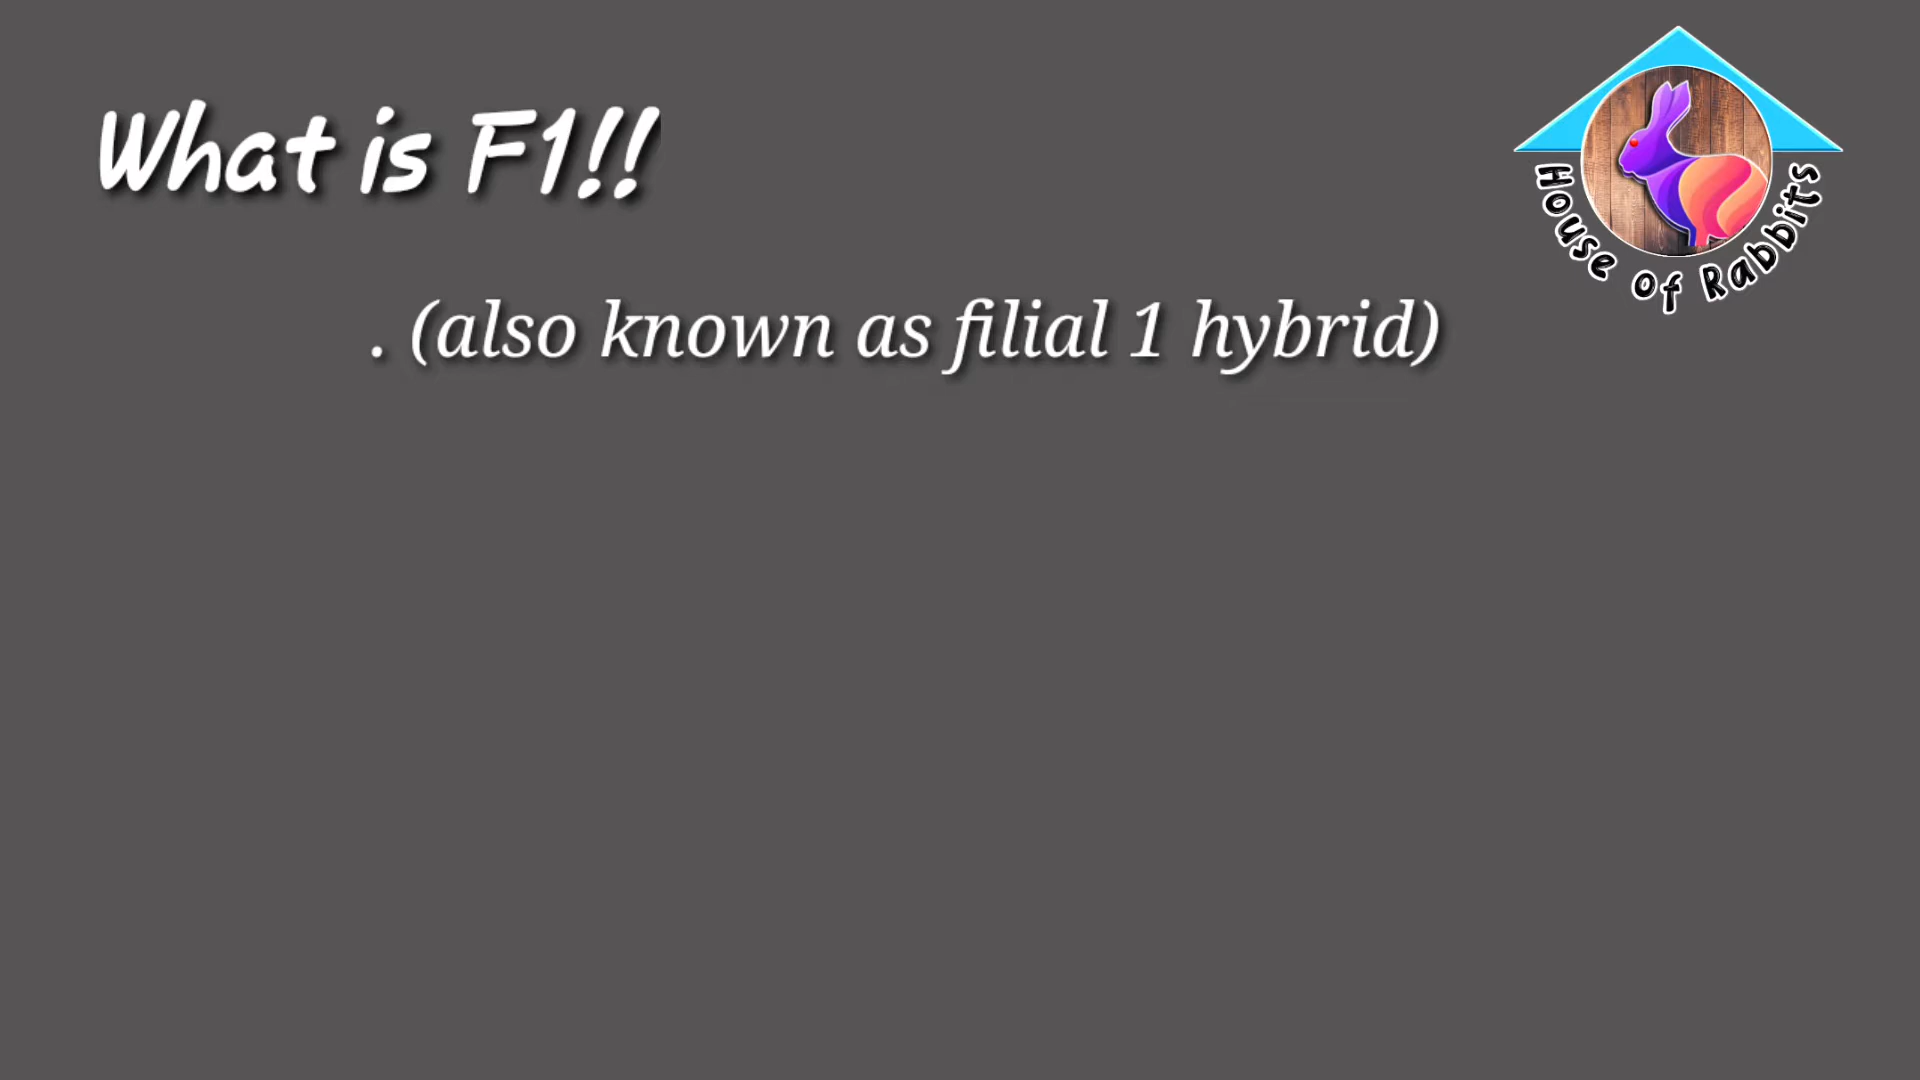 What is F1!!
House of Rabbits
. (also known as filial 1 hybrid)